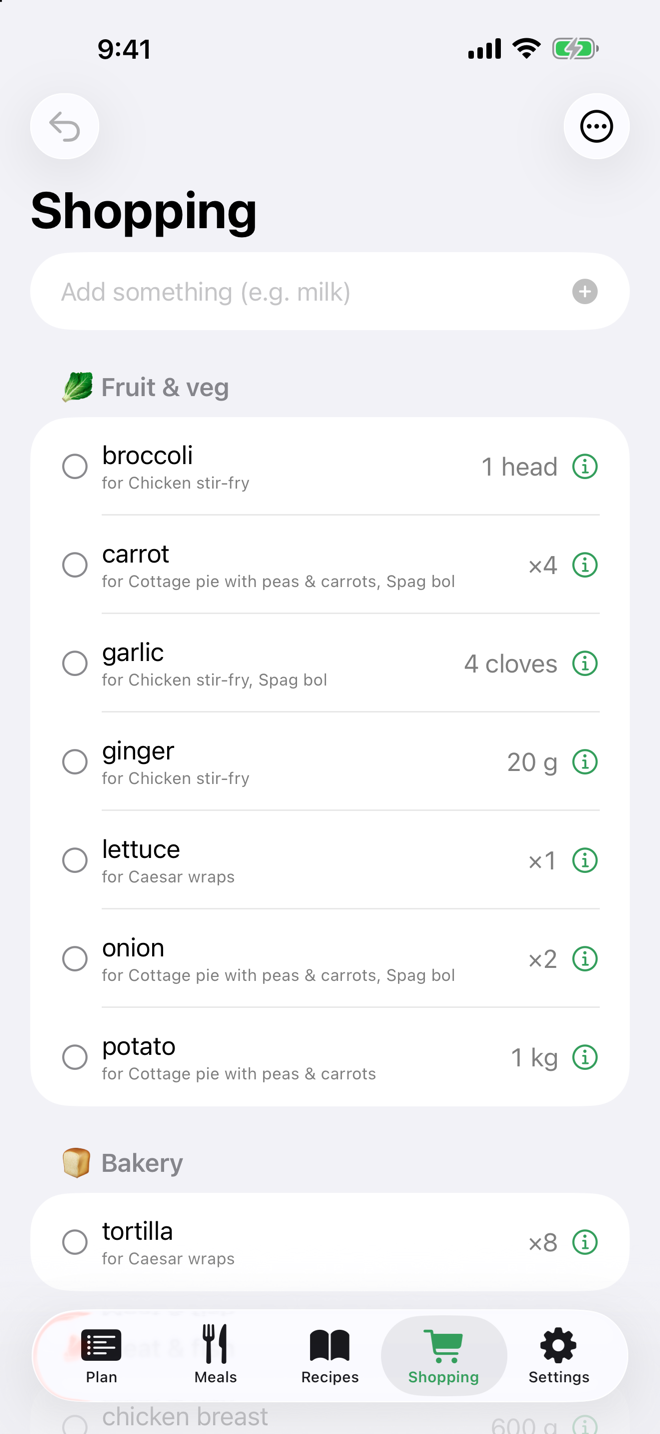 9:41
Shopping
Add something (e.g. milk)
Fruit & veg
broccoli
1 head
for Chicken stir-fry
carrot
×4
for Cottage pie with peas & carrots, Spag bol
garlic
4 cloves
for Chicken stir-fry, Spag bol
ginger
20 g
for Chicken stir-fry
lettuce
×1
for Caesar wraps
onion
×2
for Cottage pie with peas & carrots, Spag bol
potato
1 kg
for Cottage pie with peas & carrots
Bakery
tortilla
×8
for Caesar wraps
Plan
Meals
Recipes
Shopping
Settings
chicken breast
600 g